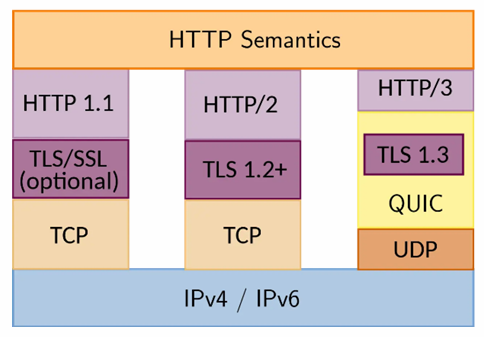 HTTP Semantics
HTTP 1.1
TLS/SSL
(optional)
TCP
HTTP/2
TLS 1.2+
TCP
HTTP/3
TLS 1.3
QUIC
UDP
IPv4 / IPv6